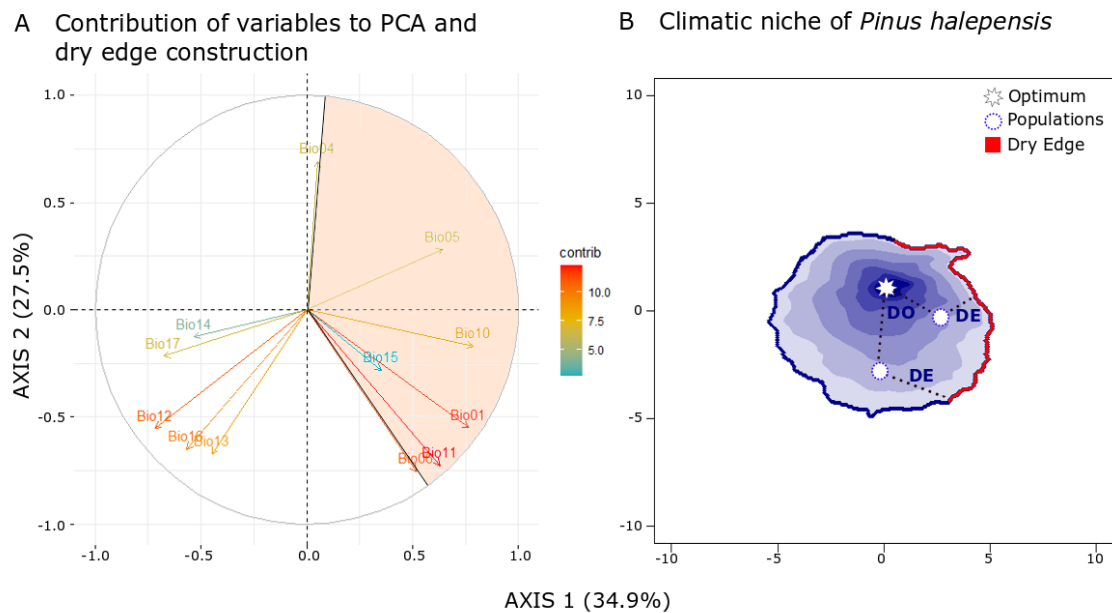 A Contribution of variables to PCA and
dry edge construction
B Climatic niche of Pinus halepensis
AXIS 2 (27.5%)
1.0
0.5
0.0
-0.5
-1.0
-1.0
-0.5
0.0
0.5
1.0
Bio04
Bio05
Bio14
Bio17
Bio10
Bio15
Bio12
Bio13
Bio01
Bio11
contrib
10.0
7.5
5.0
Optimum
Populations
Dry Edge
10
5
0
-5
-10
DO
DE
DE
-10
-5
0
5
10
AXIS 1 (34.9%)